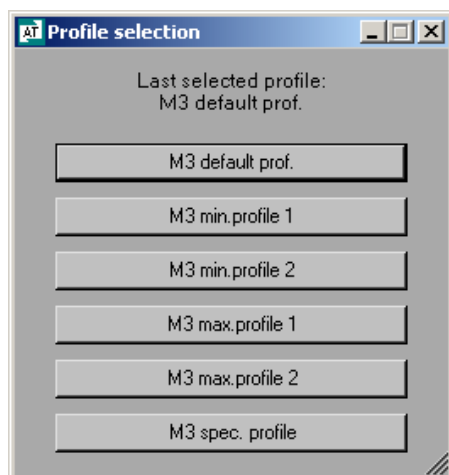 AT Profile selection
Last selected profile:
M3 default prof.
M3 default prof.
M3 min.profile 1
M3 min.profile 2
M3 max.profile 1
M3 max.profile 2
M3 spec. profile